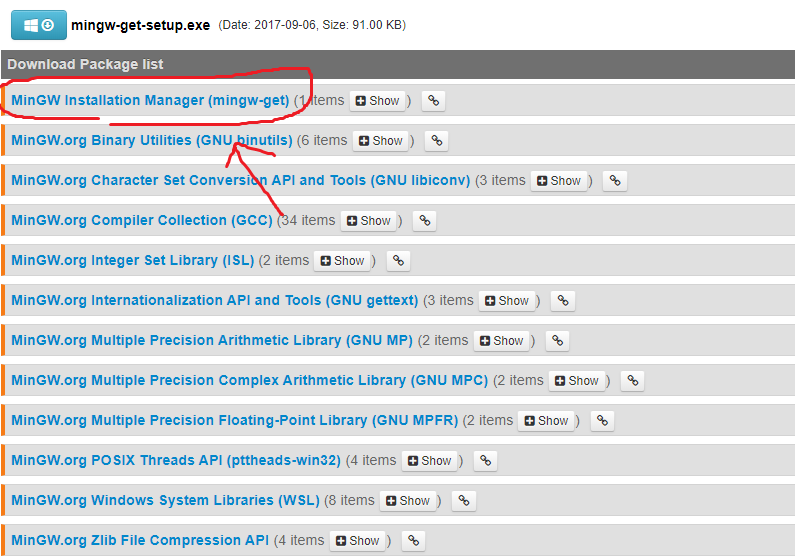 mingw-get-setup.exe (Date: 2017-09-06, Size: 91.00 KB)
Download Package list
MinGW Installation Manager (mingw-get) (1 items Show)
MinGW.org Binary Utilities (GNU binutils) (6 items Show)
MinGW.org Character Set Conversion API and Tools (GNU libiconv) (3 items Show)
MinGW.org Compiler Collection (GCC) (34 items Show)
MinGW.org Integer Set Library (ISL) (2 items Show)
MinGW.org Internationalization API and Tools (GNU gettext) (3 items Show)
MinGW.org Multiple Precision Arithmetic Library (GNU MP) (2 items Show)
MinGW.org Multiple Precision Complex Arithmetic Library (GNU MPC) (2 items Show)
MinGW.org Multiple Precision Floating-Point Library (GNU MPFR) (2 items Show)
MinGW.org POSIX Threads API (pttheads-win32) (4 items Show)
MinGW.org Windows System Libraries (WSL) (8 items Show)
MinGW.org Zlib File Compression API (4 items Show)